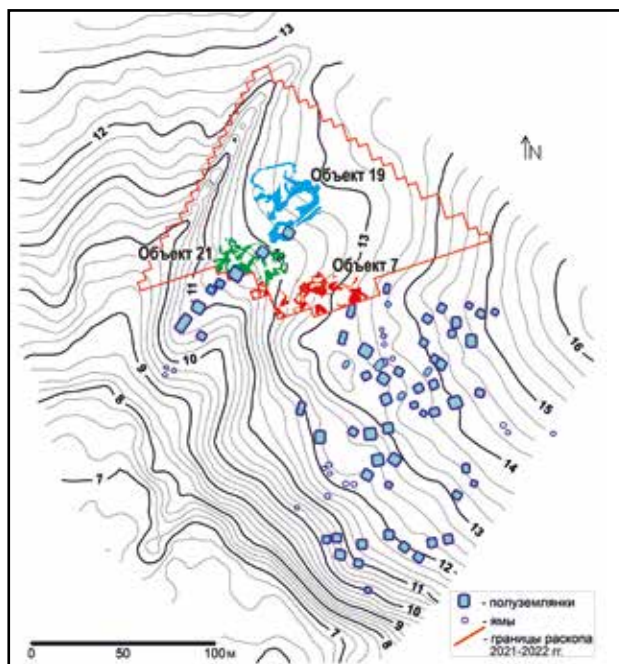 13
12
N
Объект 19
Объект 21
13
Объект 7
11
10
9
8
16
7
15
14
13
12
11
10
9
7
8
- полуземлянки
- ямы
- границы раскопа
2021-2022 гг.
0 50 100м